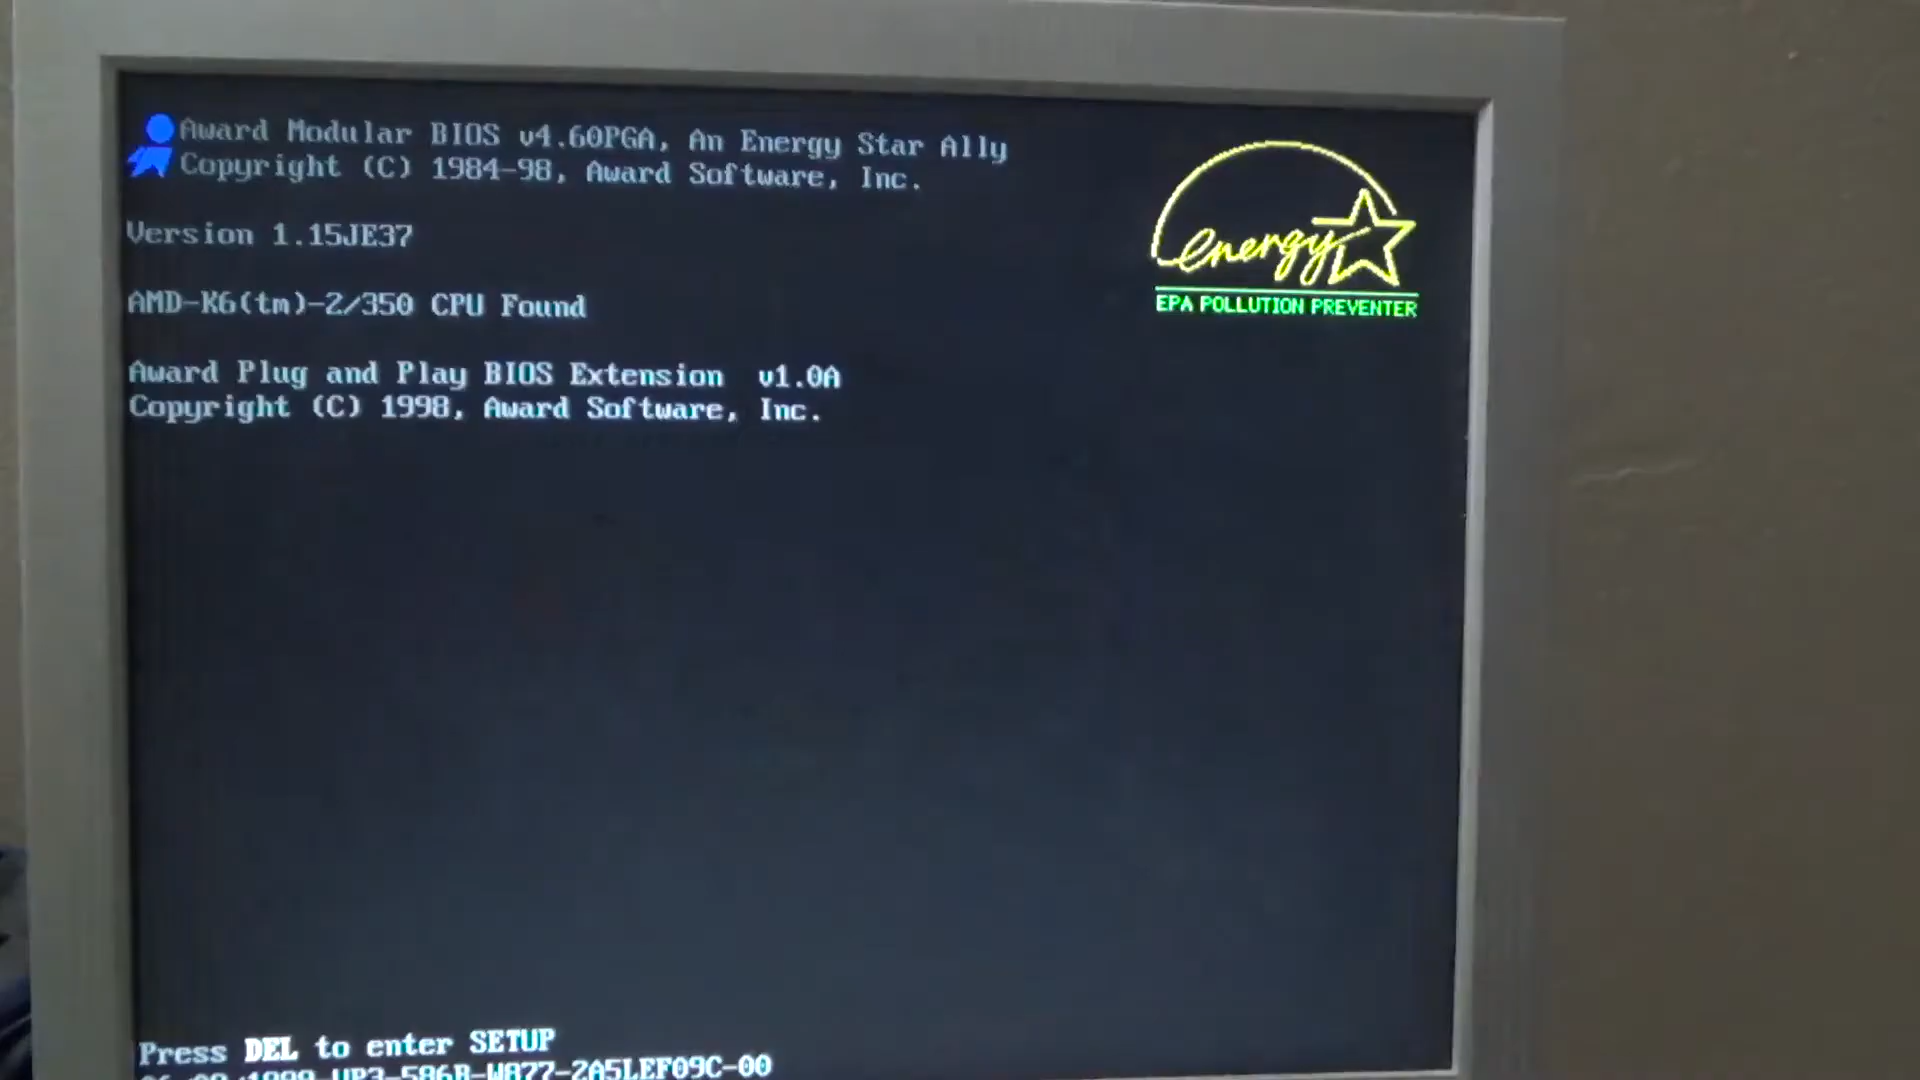 Award Modular BIOS v4.60PGA, An Energy Star Ally
Copyright (C) 1984-98, Award Software, Inc.
energy
EPA POLLUTION PREVENTER
Version 1.15JE37
AMD-K6(tm)-2/350 CPU Found
Award Plug and Play BIOS Extension v1.0A
Copyright (C) 1998, Award Software, Inc.
Press DEL to enter SETUP
-2A5LEF09C-00